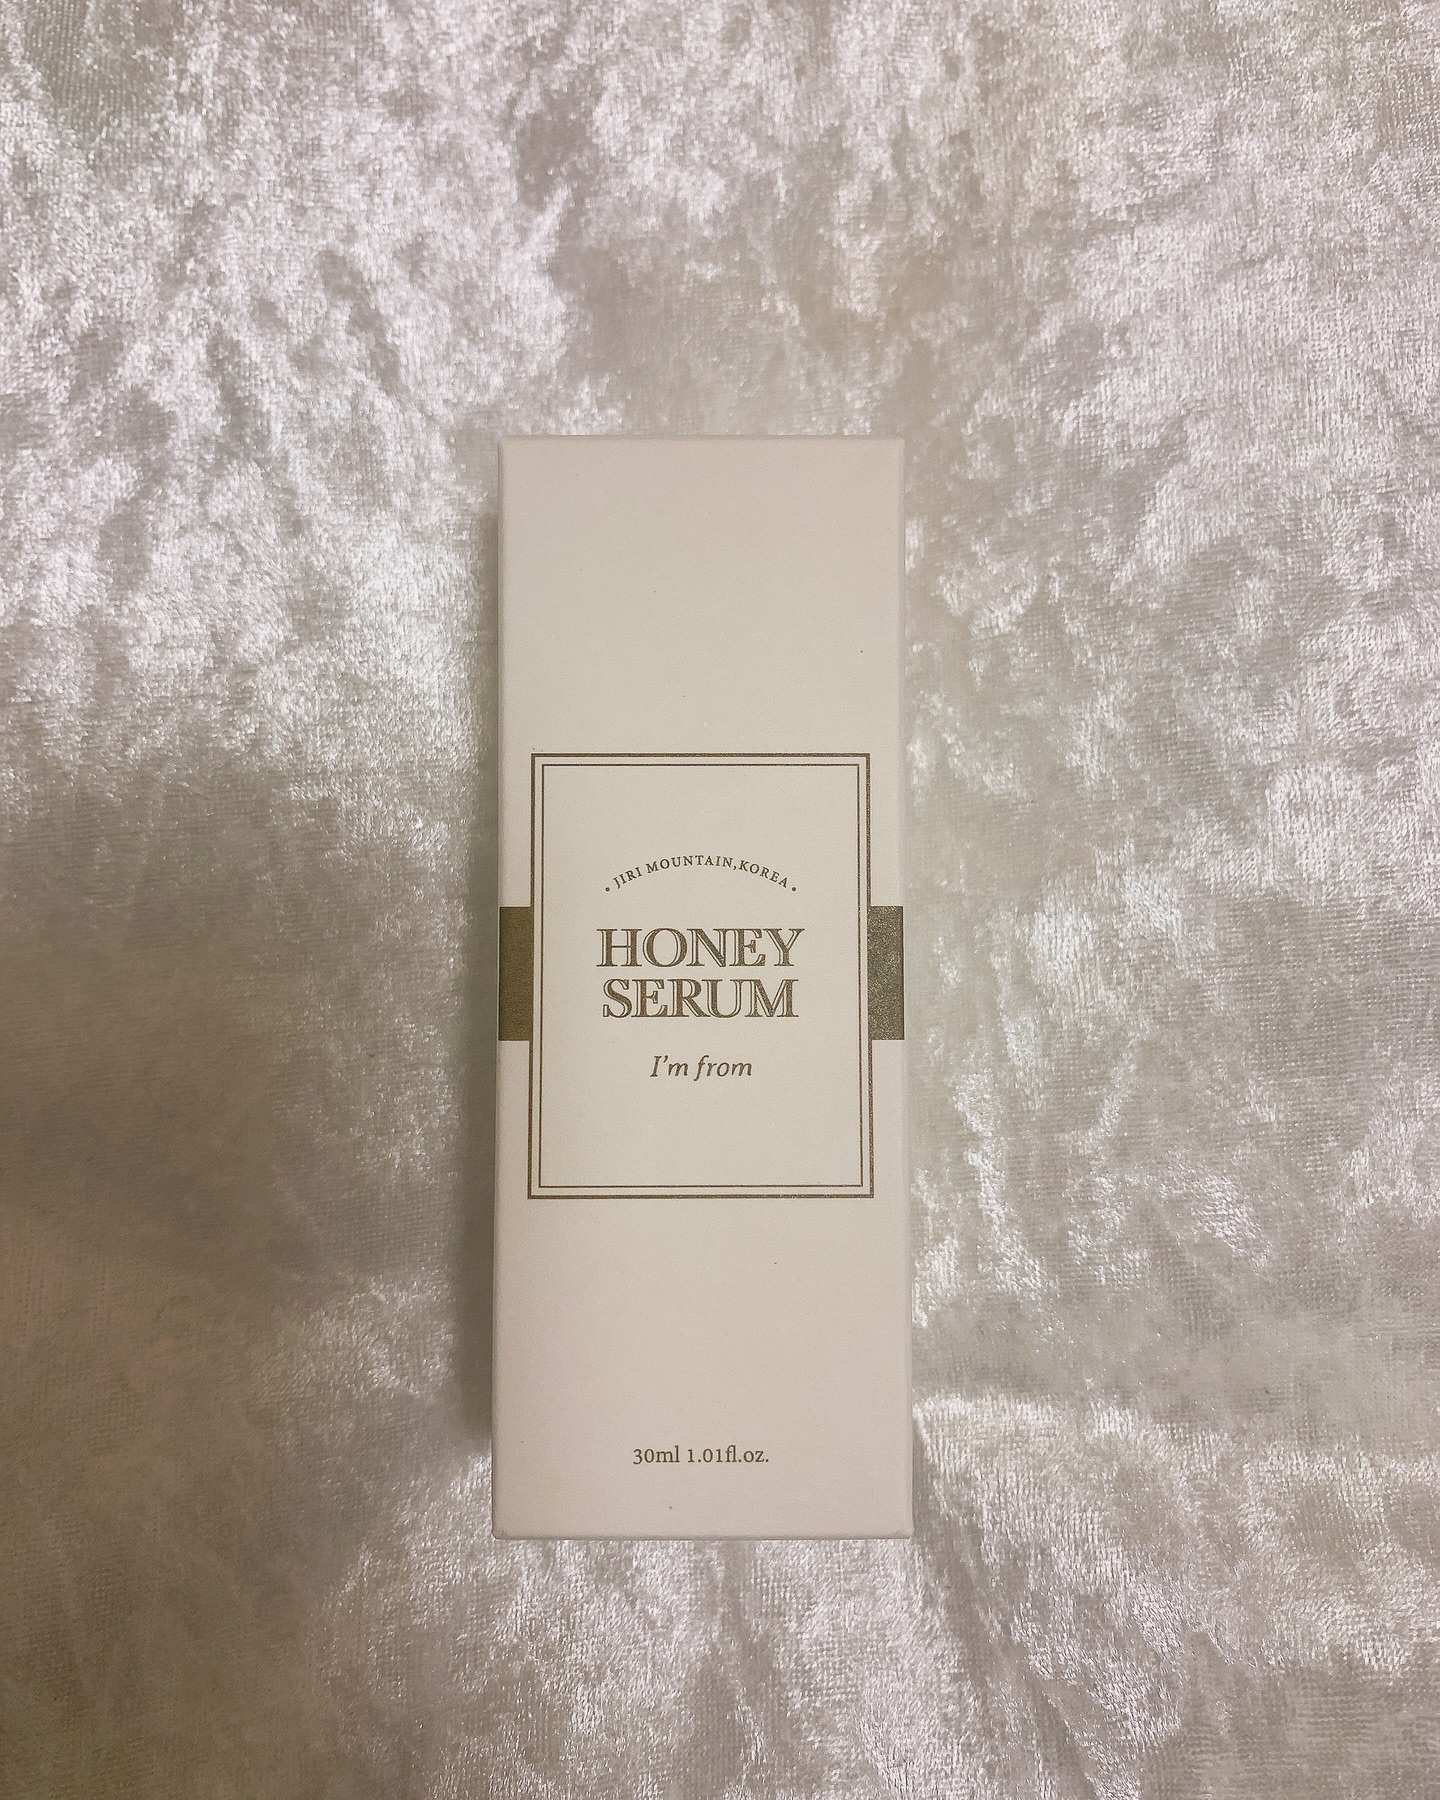 • JIRI MOUNTAIN,KOREA •
HONEY
SERUM
I'm from
30ml 1.01fl.oz.